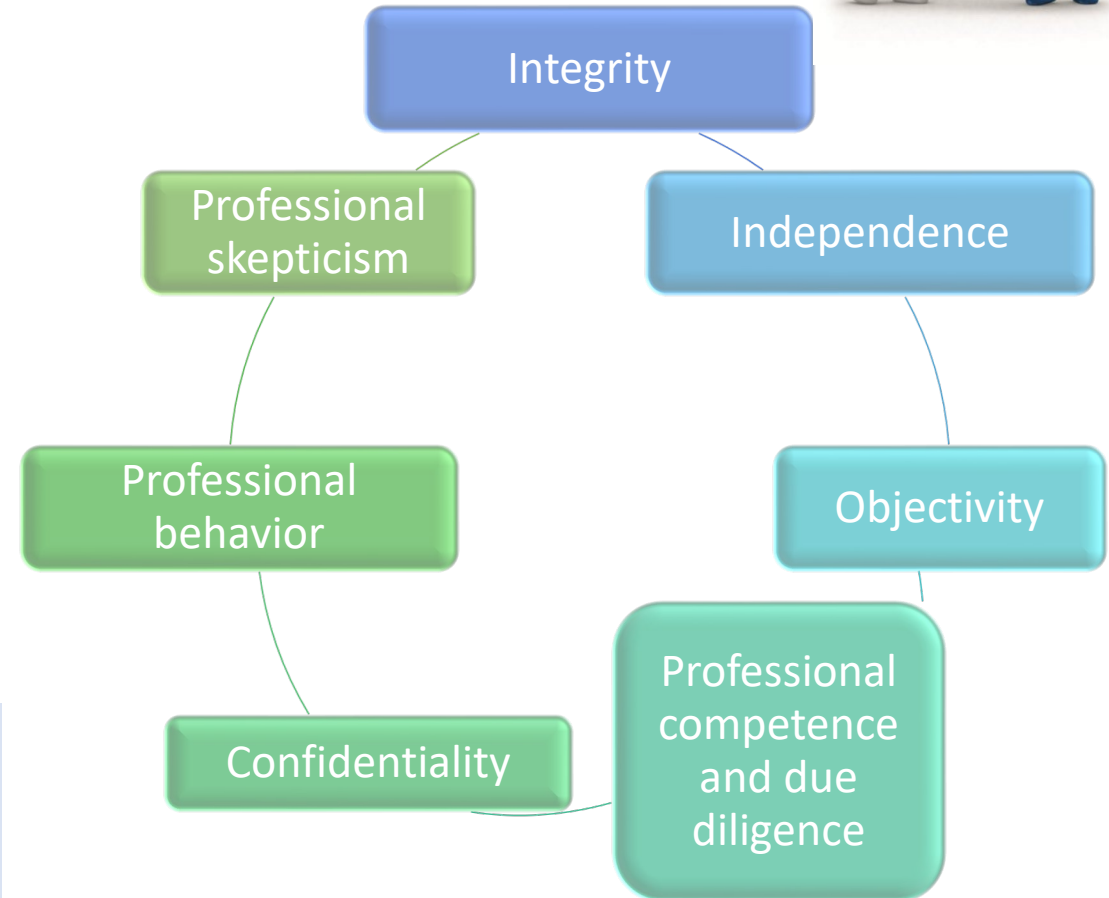 Integrity
Independence
Objectivity
Professional
competence
and due
diligence
Confidentiality
Professional
behavior
Professional
skepticism